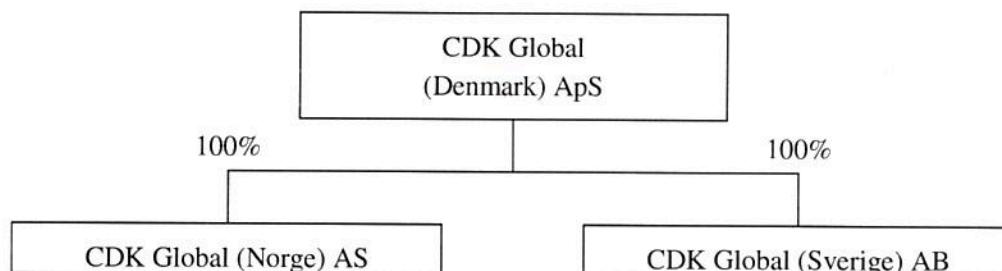 CDK Global
(Denmark) ApS
100%
100%
CDK Global (Norge) AS
CDK Global (Sverige) AB